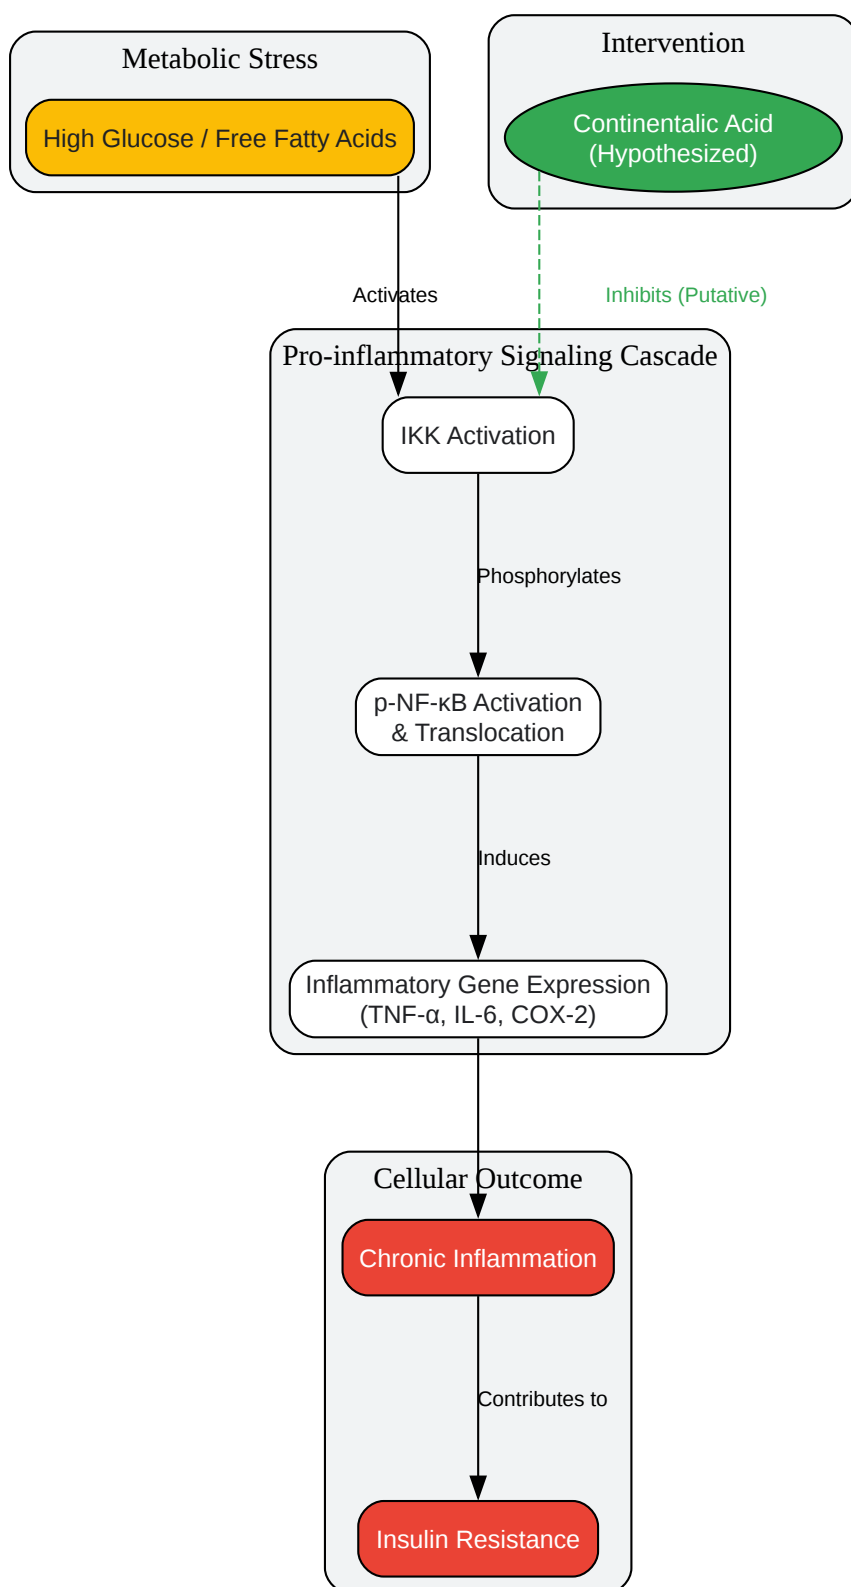 Metabolic Stress
High Glucose / Free Fatty Acids
Intervention
Continentalic Acid
(Hypothesized)
Activates
Inhibits (Putative)
Pro-inflammatory Signaling Cascade
IKK Activation
Phosphorylates
p-NF-κB Activation
& Translocation
Induces
Inflammatory Gene Expression
(TNF-α, IL-6, COX-2)
Cellular Outcome
Chronic Inflammation
Contributes to
Insulin Resistance